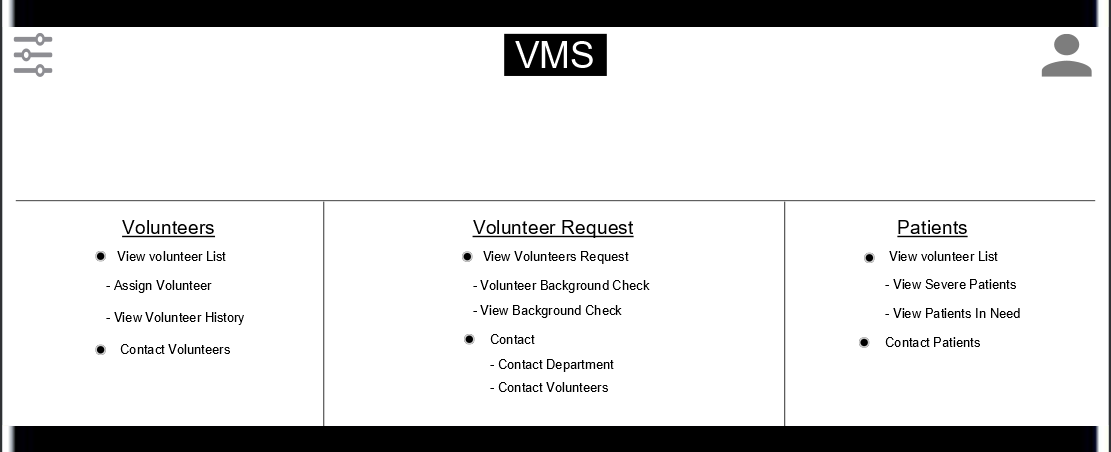 VMS
Volunteers
View volunteer List
- Assign Volunteer
- View Volunteer History
Contact Volunteers
Volunteer Request
View Volunteers Request
- Volunteer Background Check
- View Background Check
Contact
- Contact Department
- Contact Volunteers
Patients
View volunteer List
- View Severe Patients
- View Patients In Need
Contact Patients